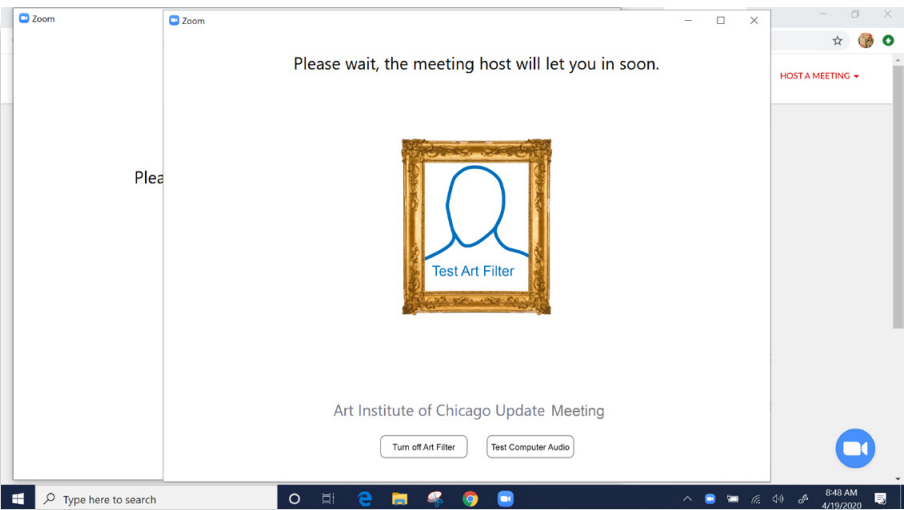 Zoom
Zoom
Please wait, the meeting host will let you in soon.
HOST A MEETING
Plea
Test Art Filter
Art Institute of Chicago Update Meeting
Turn off Art Filter
Test Computer Audio
Type here to search
8:48 AM
4/19/2020